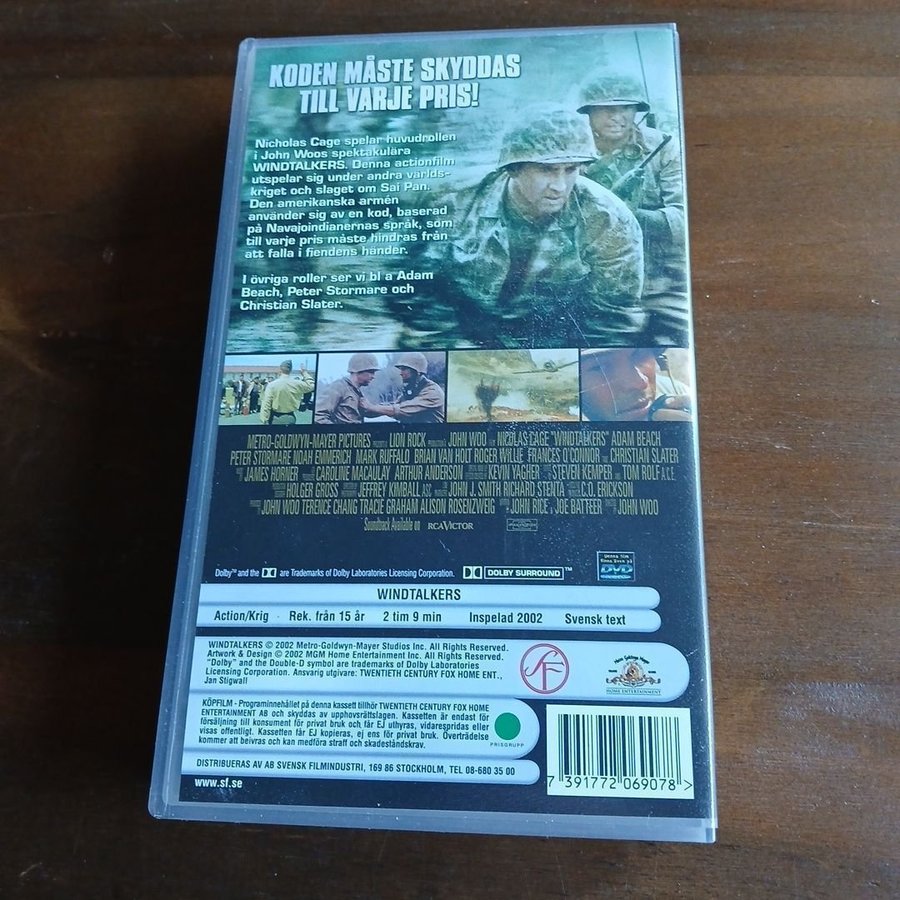 KODEN MÅSTE SKYDDAS
TILL VARJE PRIS!
Nicholas Cage spelar huvudrollen
i John Woos spektakulära
WINDTALKERS. Denna actionfilm
utspelar sig under andra världs-
kriget och slaget om Sai Pan.
Den amerikanska armén
använder sig av en kod, baserad
på Navajoindianernas språk, som
till varje pris måste hindras från
att falla i fiendens händer.
I övriga roller ser vi bl a Adam
Beach, Peter Stormare och
Christian Slater.
METRO-GOLDWYN-MAYER PICTURES LION ROCK JOHN WOO NICOLAS CAGE "WINDTALKERS" ADAM BEACH
PETER STORMARE NOAH EMMERICH MARK RUFFALO BRIAN VAN HOLT ROGER WILLIE FRANCES O'CONNOR CHRISTIAN SLATER
JAMES HORNER CAROLINE MACAULAY ARTHUR ANDERSON KEVIN YAGHER STEVEN KEMPER AND TOM ROLF A.C.E.
HOLGER GROSS JEFFREY KIMBALL ASC JOHN J. SMITH RICHARD STENTA C.O. ERICKSON
JOHN WOO TERENCE CHANG TRACIE GRAHAM ALISON ROSENZWEIG JOHN RICE & JOE BATTEER JOHN WOO
Soundtrack Available on RCA VICTOR
Denna film
finns även på
DVD
Dolby™ and the are Trademarks of Dolby Laboratories Licensing Corporation. DOLBY SURROUND ™
WINDTALKERS
Action/Krig · Rek. från 15 år 2 tim 9 min Inspelad 2002 Svensk text
WINDTALKERS © 2002 Metro-Goldwyn-Mayer Studios Inc. All Rights Reserved.
Artwork & Design © 2002 MGM Home Entertainment Inc. All Rights Reserved.
"Dolby" and the Double-D symbol are trademarks of Dolby Laboratories
Licensing Corporation. Ansvarig utgivare: TWENTIETH CENTURY FOX HOME ENT.,
Jan Stigwall
SF
HOME ENTERTAINMENT
KÖPFILM - Programinnehållet på denna kassett tillhör TWENTIETH CENTURY FOX HOME
ENTERTAINMENT AB och skyddas av upphovsrättslagen. Kassetten är endast för
försäljning till konsument för privat bruk och får EJ uthyras, vidarespridas eller
visas offentligt. Kassetten får EJ kopieras, ej ens för privat bruk. Överträdelse
kommer att beivras och kan medföra straff och skadeståndskrav.
PRISGRUPP
DISTRIBUERAS AV AB SVENSK FILMINDUSTRI, 169 86 STOCKHOLM, TEL 08-680 35 00
www.sf.se
7 391772 069078 >